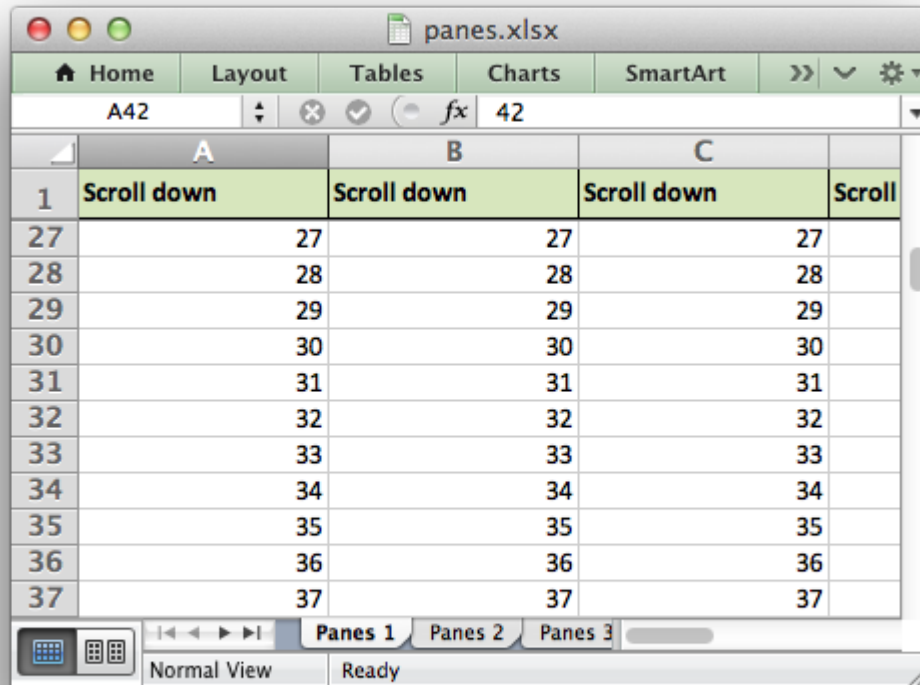 panes.xlsx
Home Layout Tables Charts SmartArt
A42 fx 42
A B C
1 Scroll down Scroll down Scroll down Scroll
27 27 27 27
28 28 28 28
29 29 29 29
30 30 30 30
31 31 31 31
32 32 32 32
33 33 33 33
34 34 34 34
35 35 35 35
36 36 36 36
37 37 37 37
Panes 1 Panes 2 Panes 3
Normal View Ready